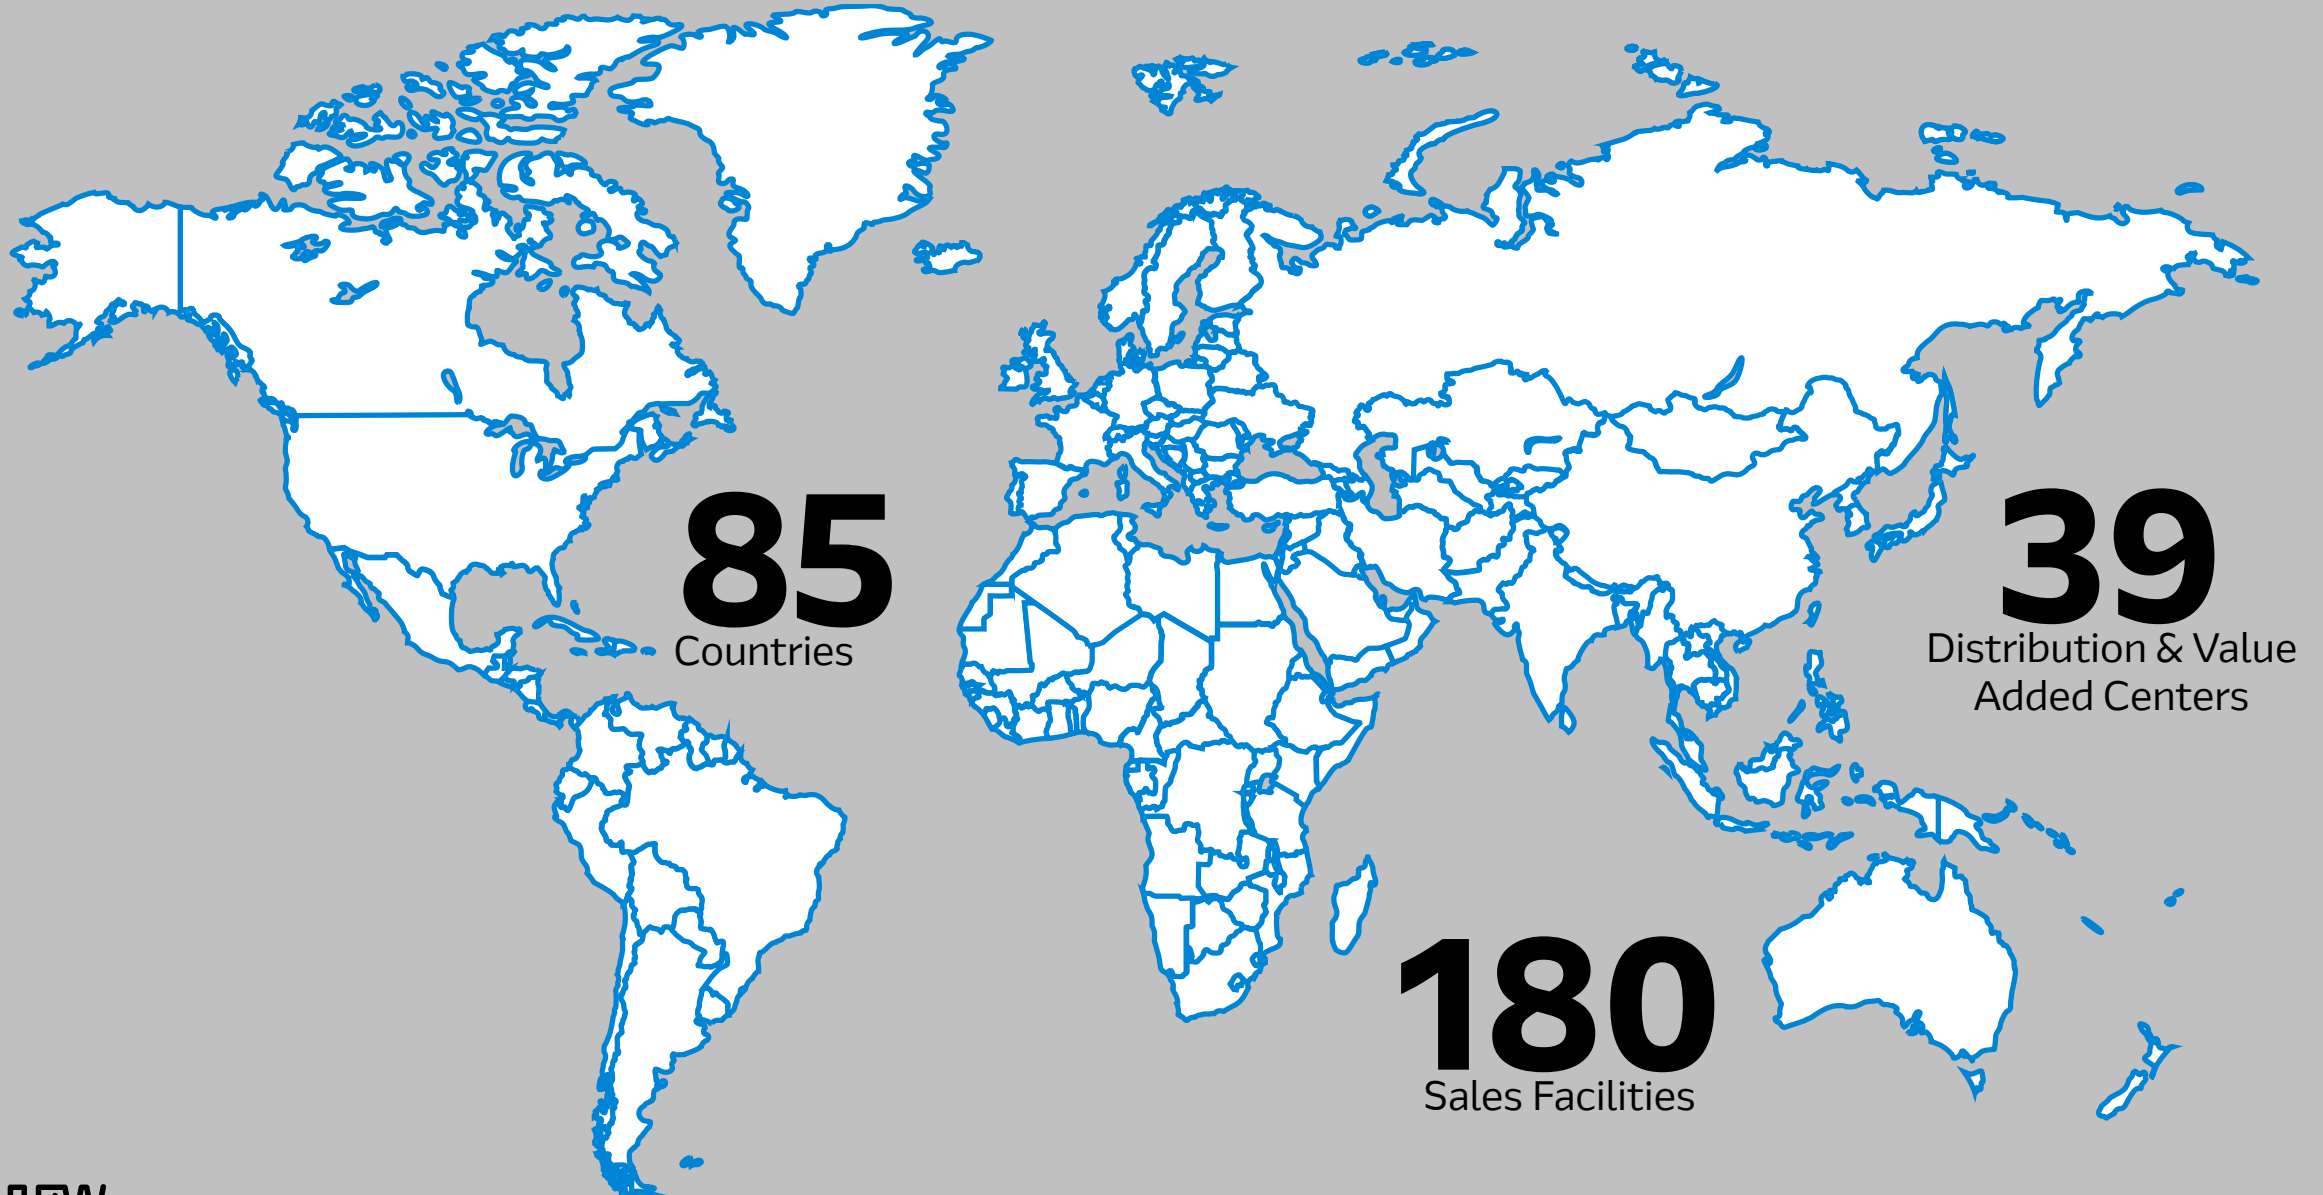 85
Countries
39
Distribution & Value
Added Centers
180
Sales Facilities